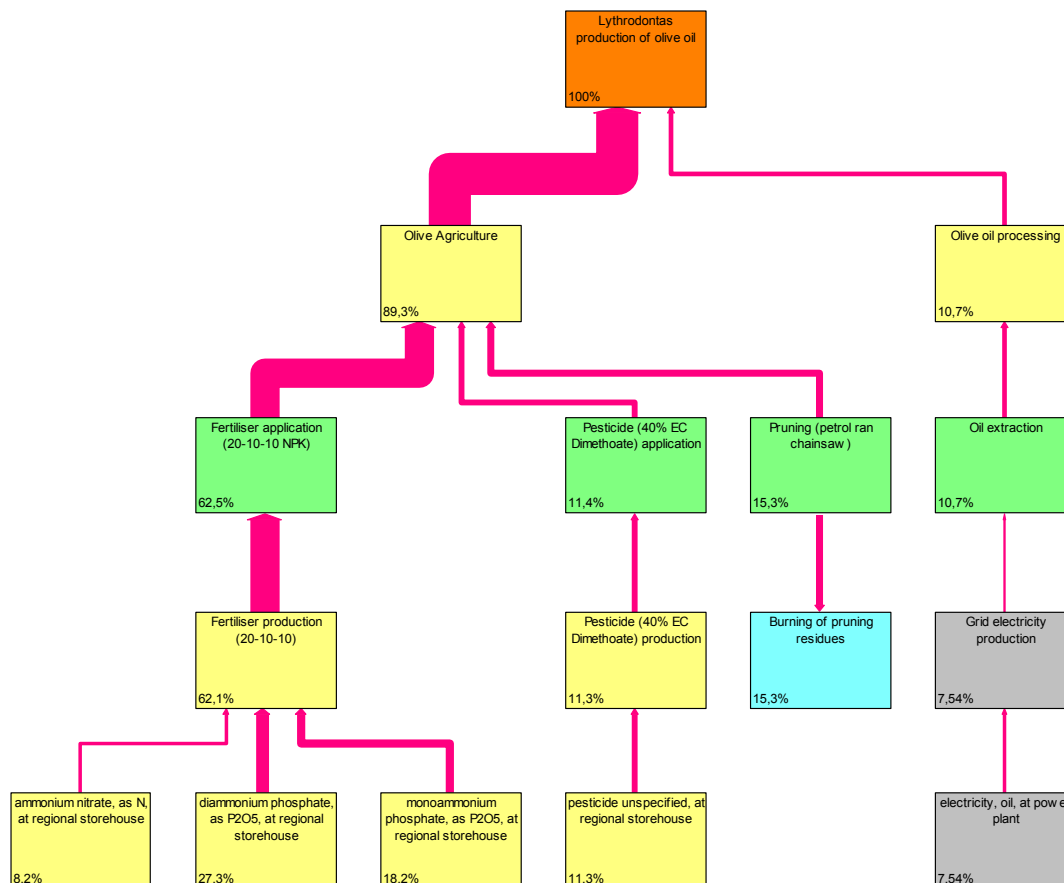 Lythrodontas
production of olive oil
100%
Olive Agriculture
89,3%
Olive oil processing
10,7%
Fertiliser application
(20-10-10 NPK)
62,5%
Pesticide (40% EC
Dimethoate) application
11,4%
Pruning (petrol ran
chainsaw)
15,3%
Oil extraction
10,7%
Fertiliser production
(20-10-10)
62,1%
Pesticide (40% EC
Dimethoate) production
11,3%
Burning of pruning
residues
15,3%
Grid electricity
production
7,54%
ammonium nitrate, as N,
at regional storehouse
8,2%
diammonium phosphate,
as P2O5, at regional
storehouse
27,3%
monoammonium
phosphate, as P2O5, at
regional storehouse
18,2%
pesticide unspecified, at
regional storehouse
11,3%
electricity, oil, at powe
plant
7,54%